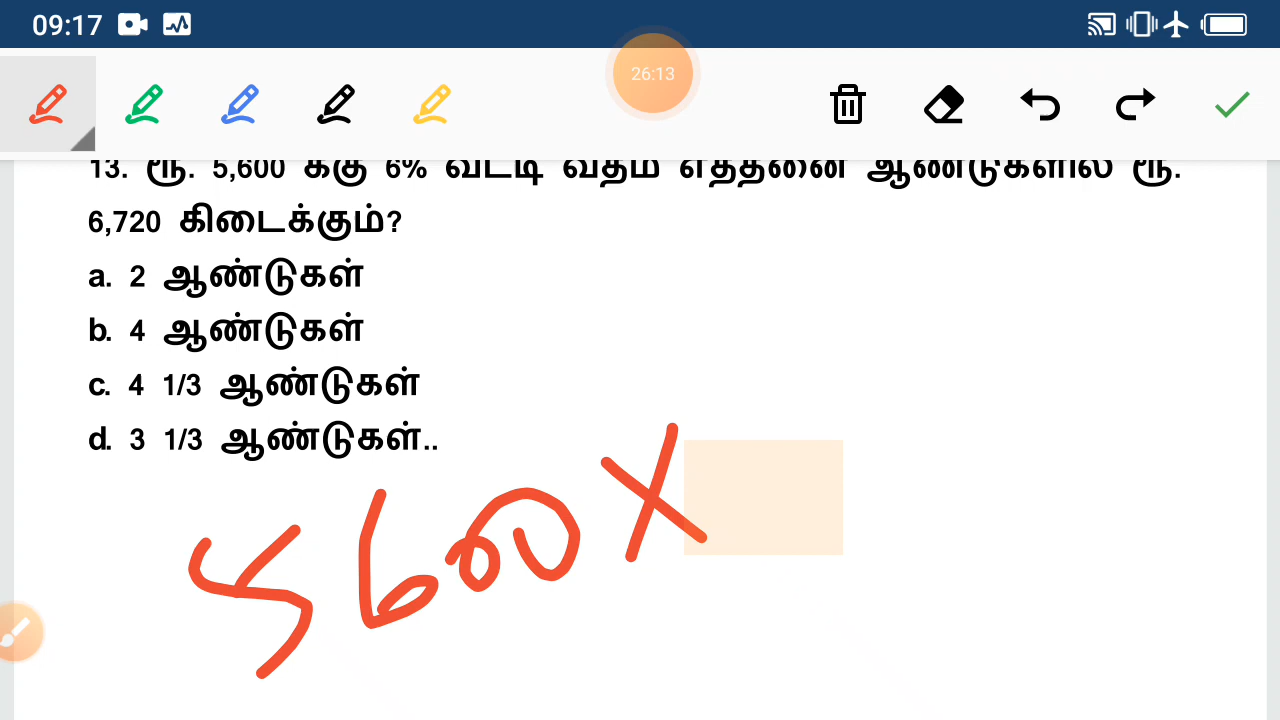 09:17
26:13
13. ரூ. 5,600 க்கு 6% வட்டி வீதம் எத்தனை ஆண்டுகளில் ரூ.
6,720 கிடைக்கும்?
a. 2 ஆண்டுகள்
b. 4 ஆண்டுகள்
c. 4 1/3 ஆண்டுகள்
d. 3 1/3 ஆண்டுகள்..
5600 X